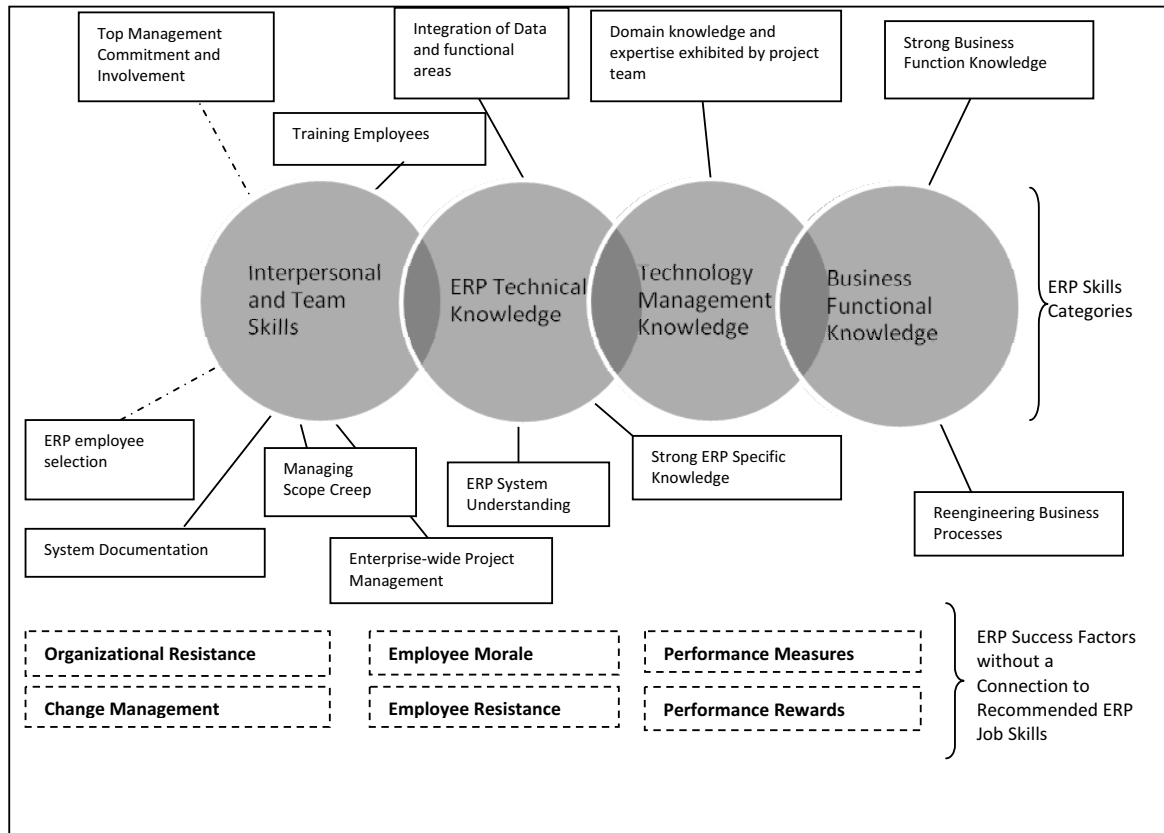 Top Management
Commitment and
Involvement
Integration of Data
and functional
areas
Domain knowledge and
expertise exhibited by project
team
Strong Business
Function Knowledge
Training Employees
Interpersonal
and Team
Skills
ERP Technical
Knowledge
Technology
Management
Knowledge
Business
Functional
Knowledge
ERP Skills
Categories
ERP employee
selection
Managing
Scope Creep
ERP System
Understanding
Strong ERP Specific
Knowledge
Reengineering Business
Processes
System Documentation
Enterprise-wide Project
Management
Organizational Resistance
Employee Morale
Performance Measures
Change Management
Employee Resistance
Performance Rewards
ERP Success Factors
without a
Connection to
Recommended ERP
Job Skills